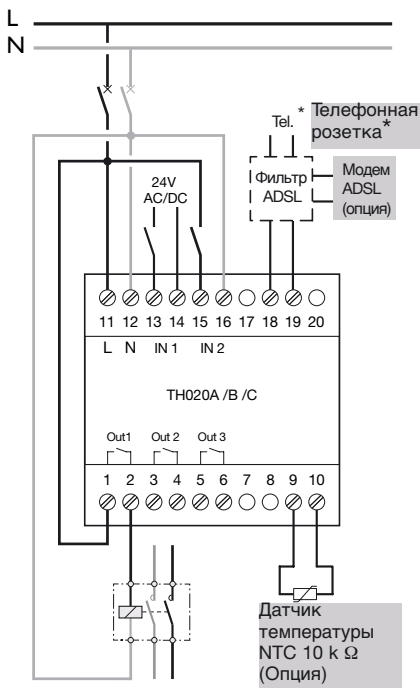 L
N
Tel.
* Телефонная
розетка*
24V
AC/DC
Фильтр
ADSL
Модем
ADSL
(опция)
11 12 13 14 15 16 17 18 19 20
L N IN 1 IN 2
TH020A /B /C
Out1 Out 2 Out 3
1 2 3 4 5 6 7 8 9 10
Датчик
температуры
NTC 10 k Ω
(Опция)